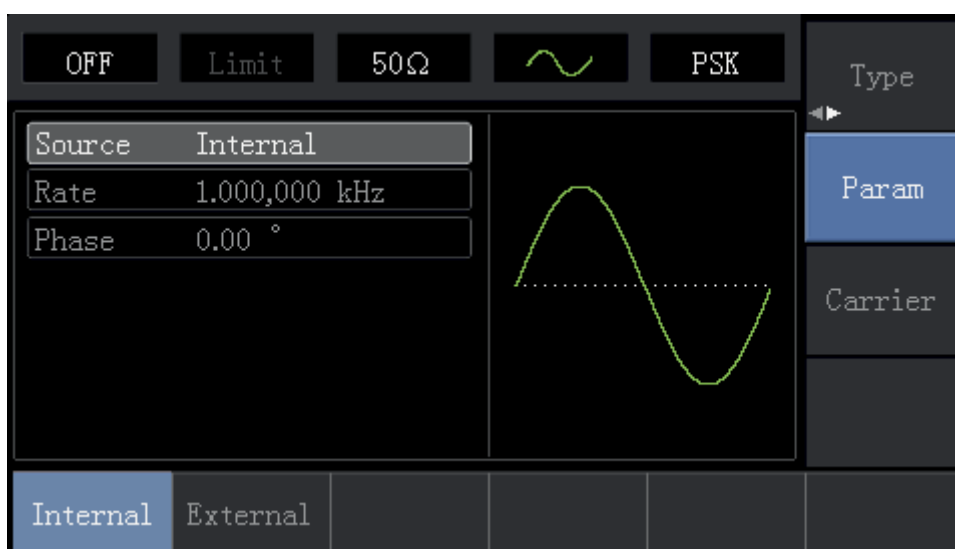 OFF Limit 50Ω PSK
Type
Source Internal
Rate 1.000,000 kHz
Phase 0.00 °
Param
Carrier
Internal External